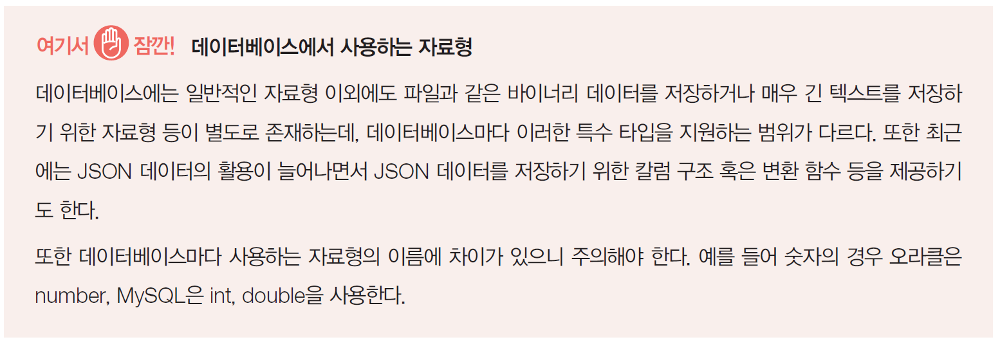 여기서 잠깐! 데이터베이스에서 사용하는 자료형
데이터베이스에는 일반적인 자료형 이외에도 파일과 같은 바이너리 데이터를 저장하거나 매우 긴 텍스트를 저장하
기 위한 자료형 등이 별도로 존재하는데, 데이터베이스마다 이러한 특수 타입을 지원하는 범위가 다르다. 또한 최근
에는 JSON 데이터의 활용이 늘어나면서 JSON 데이터를 저장하기 위한 칼럼 구조 혹은 변환 함수 등을 제공하기
도 한다.
또한 데이터베이스마다 사용하는 자료형의 이름에 차이가 있으니 주의해야 한다. 예를 들어 숫자의 경우 오라클은
number, MySQL은 int, double을 사용한다.